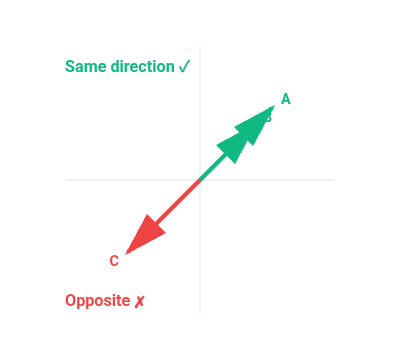 Same direction ✓
A
B
C
Opposite ✗